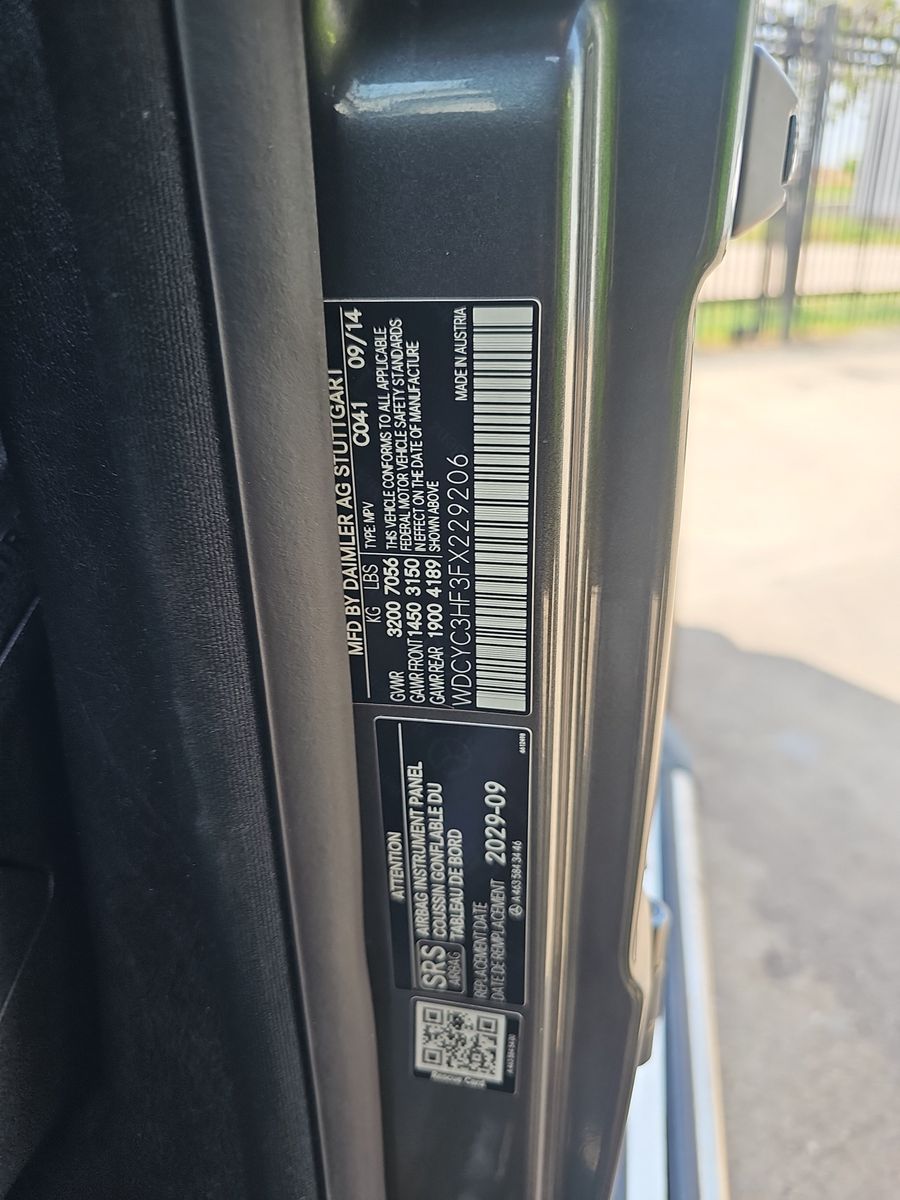 MFD BY DAIMLER AG STUTTGART
KG LBS TYPE: MPV C041 09/14
GVWR 3200 7056 THIS VEHICLE CONFORMS TO ALL APPLICABLE
GAWR FRONT 1450 3150 FEDERAL MOTOR VEHICLE SAFETY STANDARDS
IN EFFECT ON THE DATE OF MANUFACTURE
GAWR REAR 1900 4189 SHOWN ABOVE
WDCYC3HF3FX229206 MADE IN AUSTRIA
ATTENTION
SRS AIRBAG
AIRBAG INSTRUMENT PANEL
COUSSIN GONFLABLE DU
TABLEAU DE BORD
REPLACEMENT DATE
DATE DE REMPLACEMENT 2029-09
A 463 584 34 46
Rescue Card